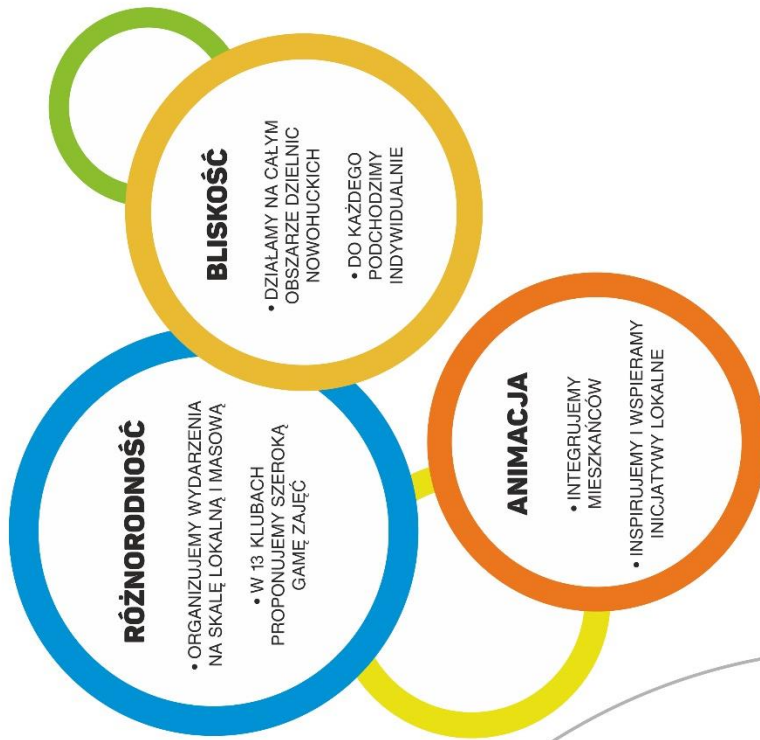 RÓŻNORODNOŚĆ
• ORGANIZUJEMY WYDARZENIA
NA SKALĘ LOKALNĄ I MASOWĄ
• W 13 KLUBACH
PROPONUJEMY SZEROKĄ
GAMĘ ZAJĘĆ
BLISKOŚĆ
• DZIAŁAMY NA CAŁYM
OBSZARZE DZIELNIC
NOWOHUCKICH
• DO KAŻDEGO
PODCHODZIMY
INDYWIDUALNIE
ANIMACJA
• INTEGRUJEMY
MIESZKAŃCÓW
• INSPIRUJEMY I WSPIERAMY
INICJATYWY LOKALNE